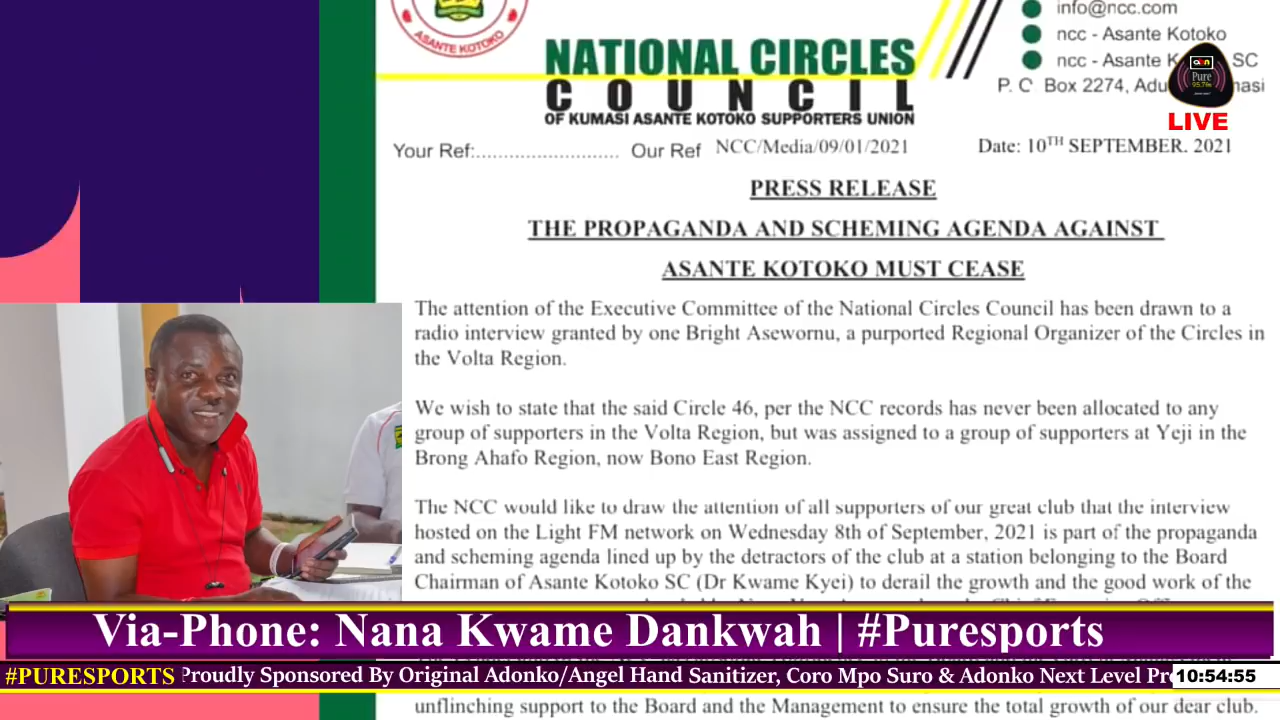 ASANTE KOTOKO
NATIONAL CIRCLES
COUNCIL
OF KUMASI ASANTE KOTOKO SUPPORTERS UNION
info@ncc.com
ncc - Asante Kotoko
ncc - Asante K SC
P. O Box 2274, Adu masi
Pure
95.7fm
LIVE
Your Ref:........................... Our Ref NCC/Media/09/01/2021
Date: 10TH SEPTEMBER. 2021
PRESS RELEASE
THE PROPAGANDA AND SCHEMING AGENDA AGAINST
ASANTE KOTOKO MUST CEASE
The attention of the Executive Committee of the National Circles Council has been drawn to a
radio interview granted by one Bright Asewornu, a purported Regional Organizer of the Circles in
the Volta Region.
We wish to state that the said Circle 46, per the NCC records has never been allocated to any
group of supporters in the Volta Region, but was assigned to a group of supporters at Yeji in the
Brong Ahafo Region, now Bono East Region.
The NCC would like to draw the attention of all supporters of our great club that the interview
hosted on the Light FM network on Wednesday 8th of September, 2021 is part of the propaganda
and scheming agenda lined up by the detractors of the club at a station belonging to the Board
Chairman of Asante Kotoko SC (Dr Kwame Kyei) to derail the growth and the good work of the
Via-Phone: Nana Kwame Dankwah | #Puresports
#PURESPORTS Proudly Sponsored By Original Adonko/Angel Hand Sanitizer, Coro Mpo Suro & Adonko Next Level Pr
10:54:55
unflinching support to the Board and the Management to ensure the total growth of our dear club.